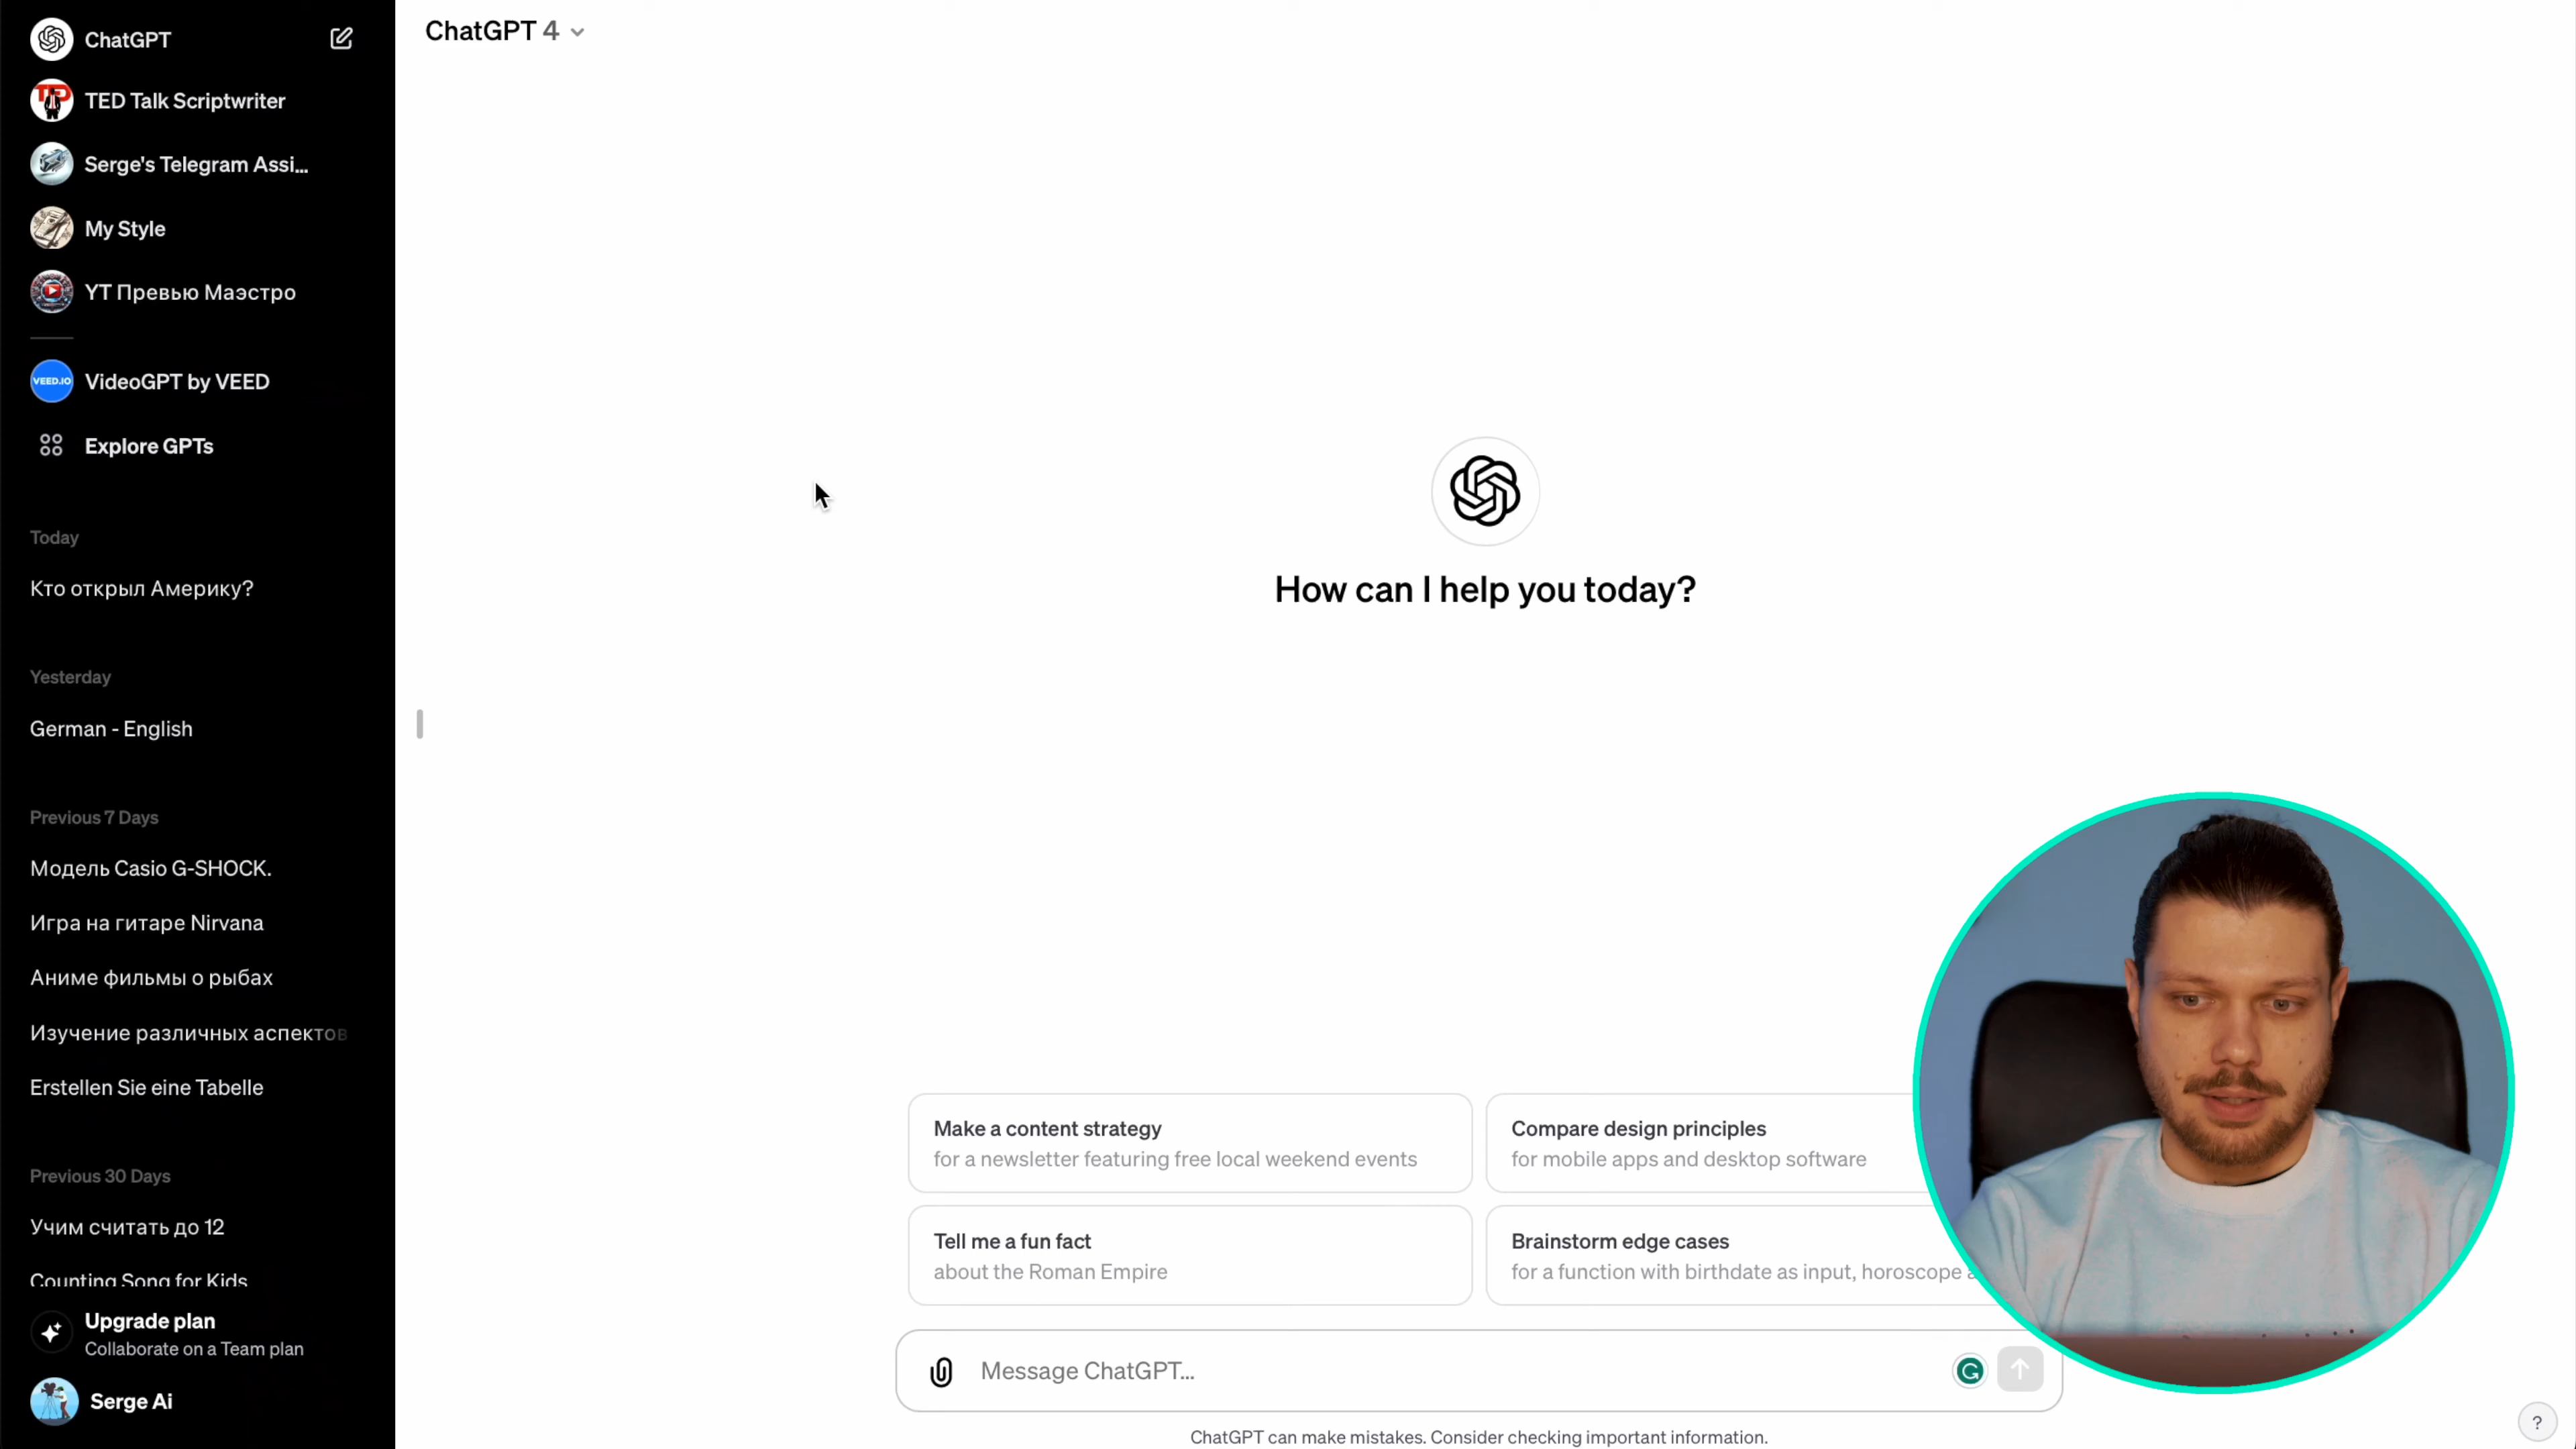 ChatGPT
TED Talk Scriptwriter
Serge's Telegram Assi...
My Style
YT Превью Маэстро
VEED.IO
VideoGPT by VEED
Explore GPTs
Today
Кто открыл Америку?
Yesterday
German - English
Previous 7 Days
Модель Casio G-SHOCK.
Игра на гитаре Nirvana
Аниме фильмы о рыбах
Изучение различных аспектов
Erstellen Sie eine Tabelle
Previous 30 Days
Учим считать до 12
Counting Song for Kids
Upgrade plan
Collaborate on a Team plan
Serge Ai
ChatGPT 4
How can I help you today?
Make a content strategy
for a newsletter featuring free local weekend events
Compare design principles
for mobile apps and desktop software
Tell me a fun fact
about the Roman Empire
Brainstorm edge cases
for a function with birthdate as input, horoscope
Message ChatGPT...
ChatGPT can make mistakes. Consider checking important information.
?